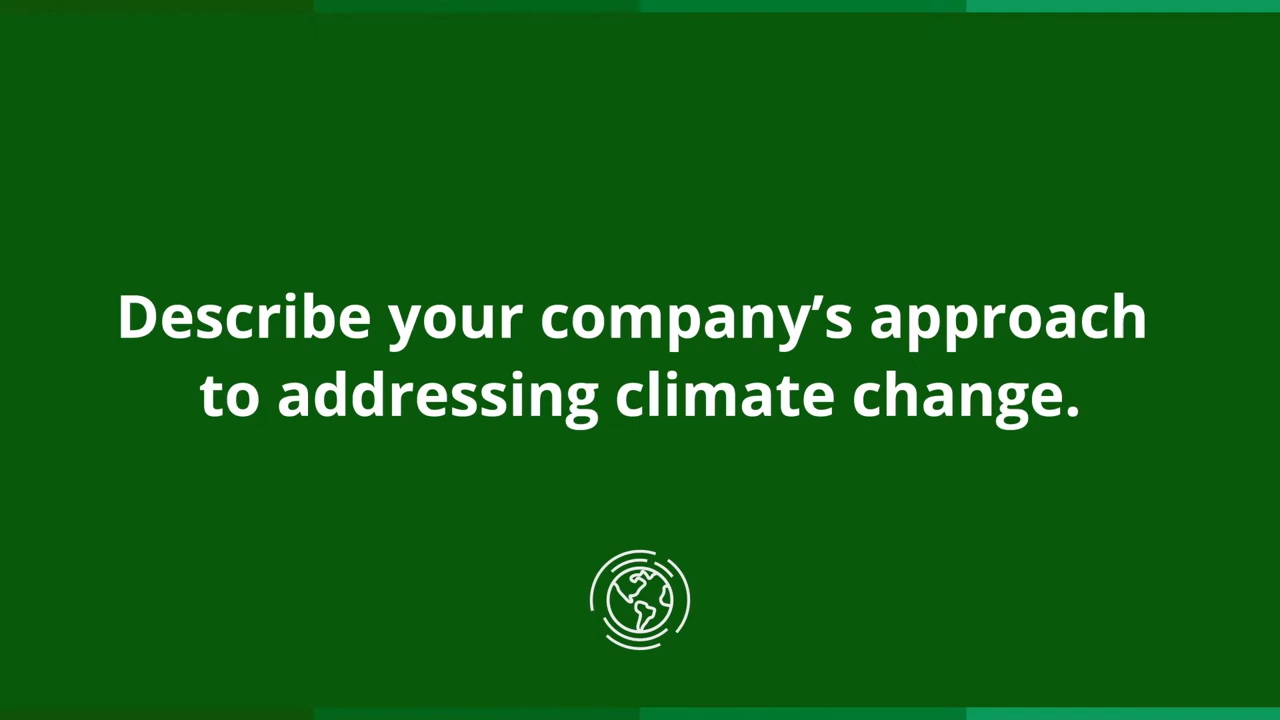 Describe your company’s approach
to addressing climate change.